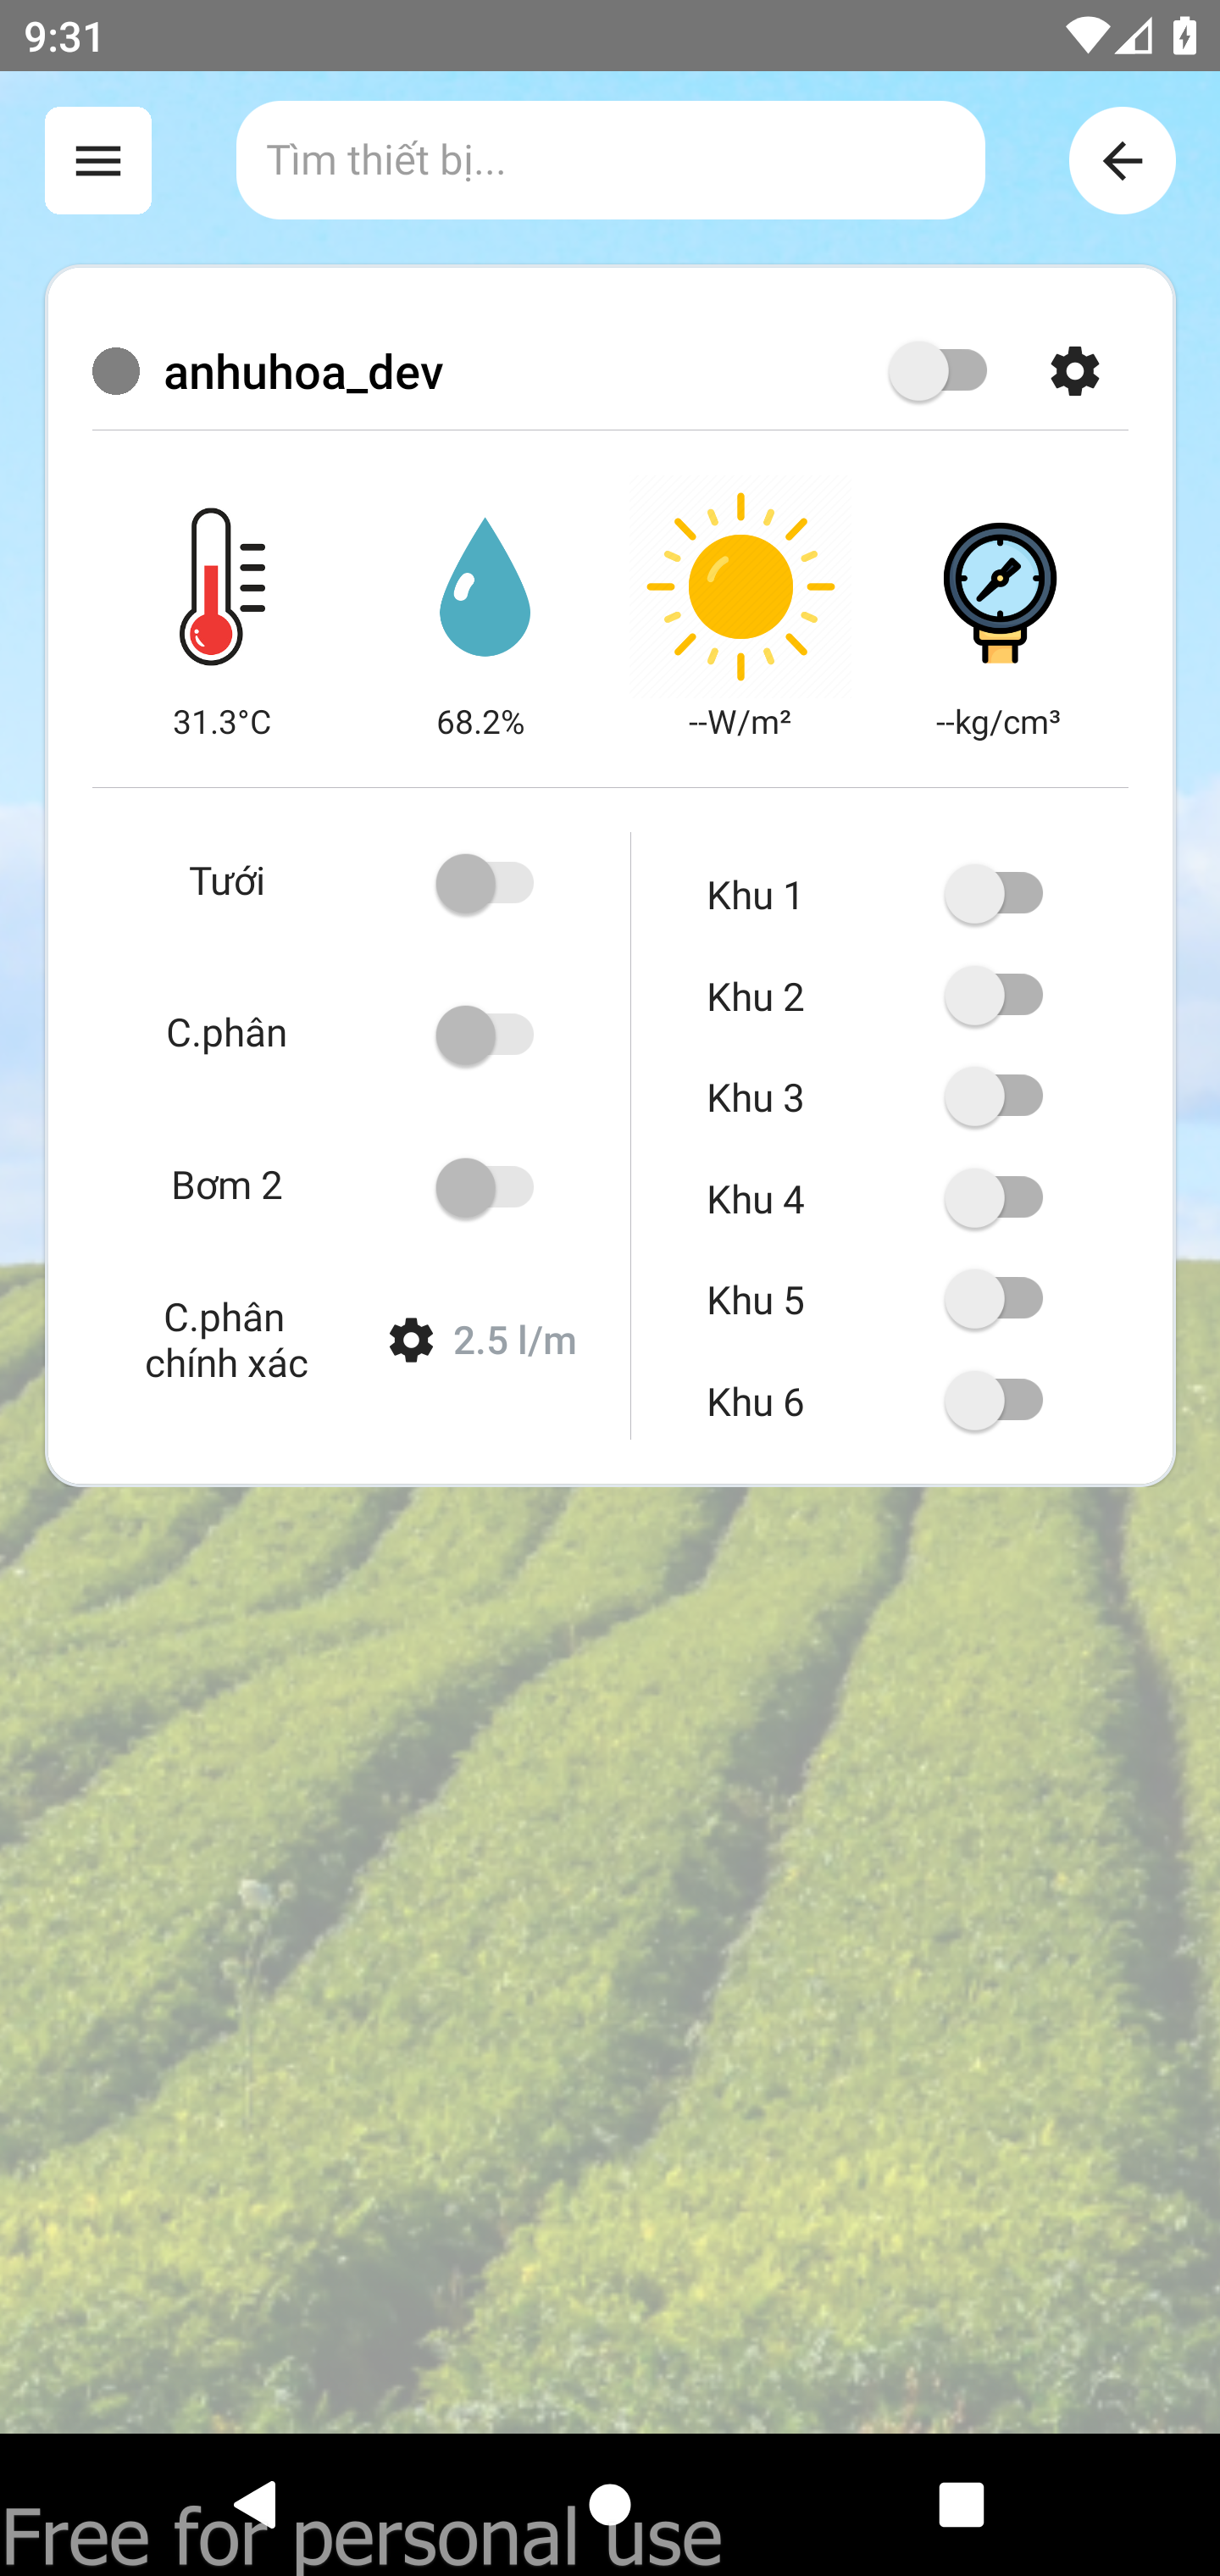 9:31
Tìm thiết bị...
anhuhoa_dev
31.3°C
68.2%
--W/m²
--kg/cm³
Tưới
C.phân
Bơm 2
C.phân
chính xác
2.5 l/m
Khu 1
Khu 2
Khu 3
Khu 4
Khu 5
Khu 6
Free for personal use